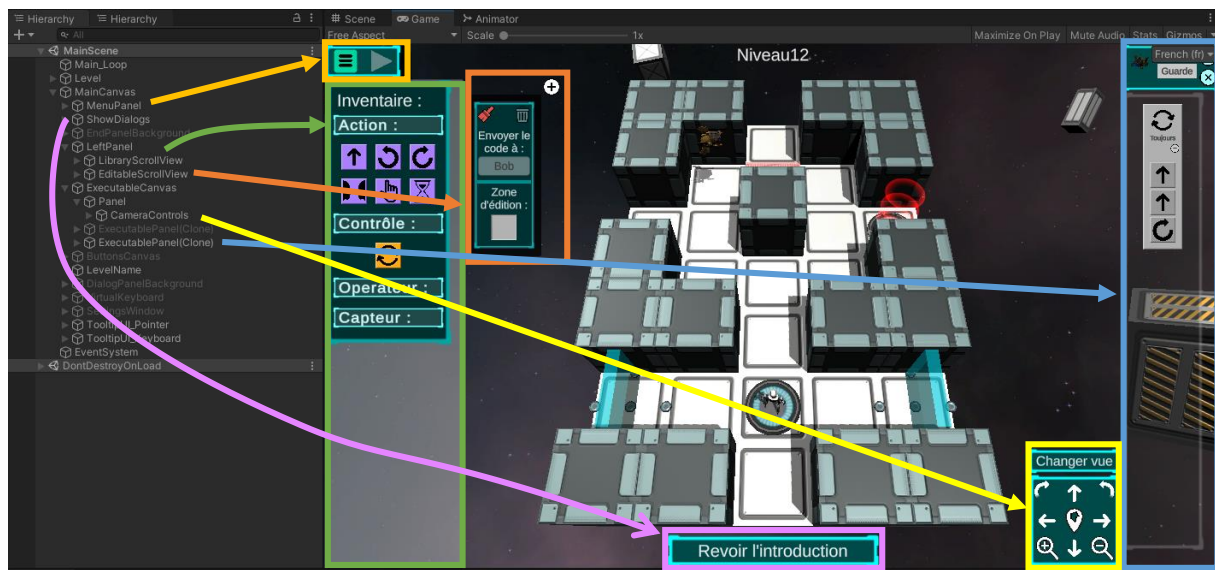 Hierarchy
Hierarchy
All
MainScene
Main_Loop
Level
MainCanvas
MenuPanel
ShowDialogs
EndPanelBackground
LeftPanel
LibraryScrollView
EditableScrollView
ExecutableCanvas
Panel
CameraControls
ExecutablePanel(Clone)
ExecutablePanel(Clone)
ButtonsCanvas
LevelName
DialogPanelBackground
VirtualKeyboard
SettingsWindow
TooltipUI_Pointer
TooltipUI_Keyboard
EventSystem
DontDestroyOnLoad
Scene
Game
Animator
Free Aspect
Scale
1x
Maximize On Play
Mute Audio
Stats
Gizmos
Inventaire :
Action :
Contrôle :
Operateur :
Capteur :
Envoyer le
code à :
Bob
Zone
d'édition :
Niveau12
French (fr)
Guarde
Toujours
Changer vue
Revoir l'introduction